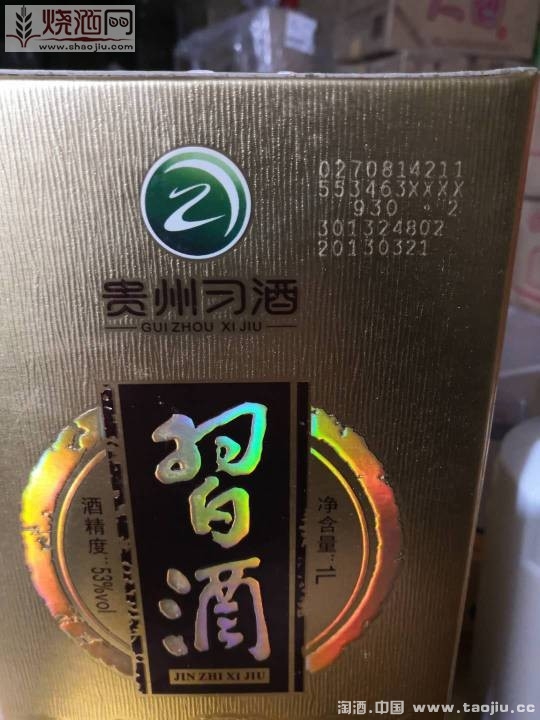 烧酒网
www.shaojiu.com
0270814211
553463XXXX
930 2
301324802
20130321
贵州习酒
GUI ZHOU XI JIU
習酒
酒精度:53%vol
净含量:1L
JIN ZHI XI JIU
淘酒.中国 www.taojiu.cc